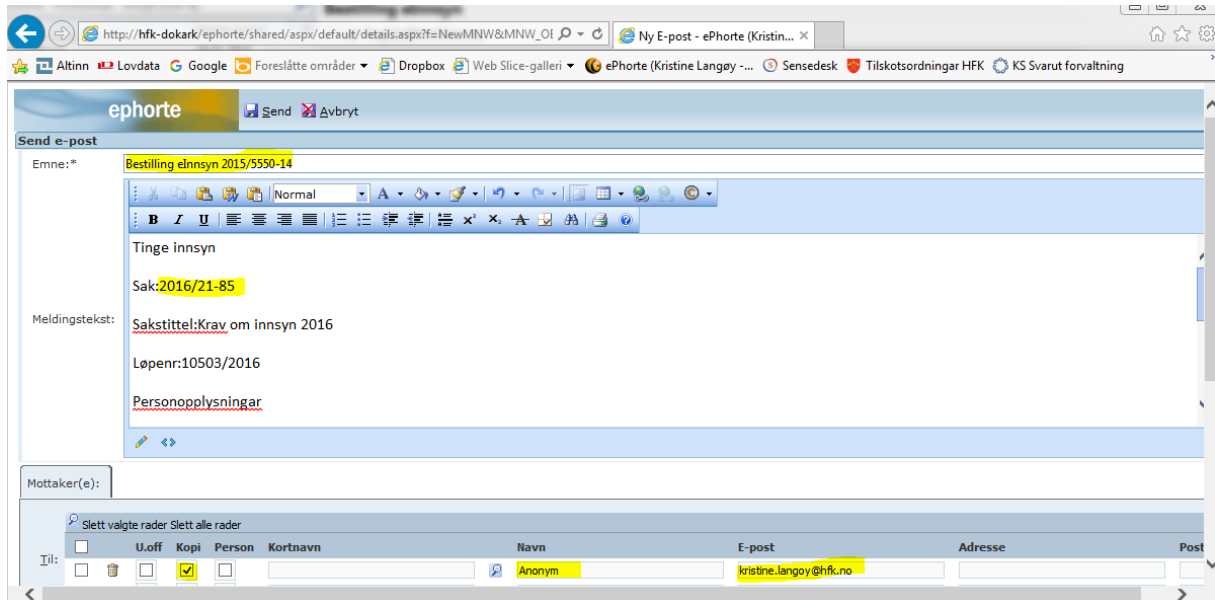 http://hfk-dokark/ephorte/shared/aspx/default/details.aspx?f=NewMNW&MNW_OI
Ny E-post - ePhorte (Kristin...
Altinn Lovdata Google Foreslåtte områder Dropbox Web Slice-galleri ePhorte (Kristine Langøy -... Sensedesk Tilskotsordningar HFK KS Svarut forvaltning
ephorte Send Avbryt
Send e-post
Emne:* Bestilling eInnsyn 2015/5550-14
Normal
Tinge innsyn
Sak:2016/21-85
Meldingstekst: Sakstittel:Krav om innsyn 2016
Løpenr:10503/2016
Personopplysningar
Mottaker(e):
Slett valgte rader Slett alle rader
Til: U.off Kopi Person Kortnavn Navn E-post Adresse Post
Anonym kristine.langoy@hfk.no